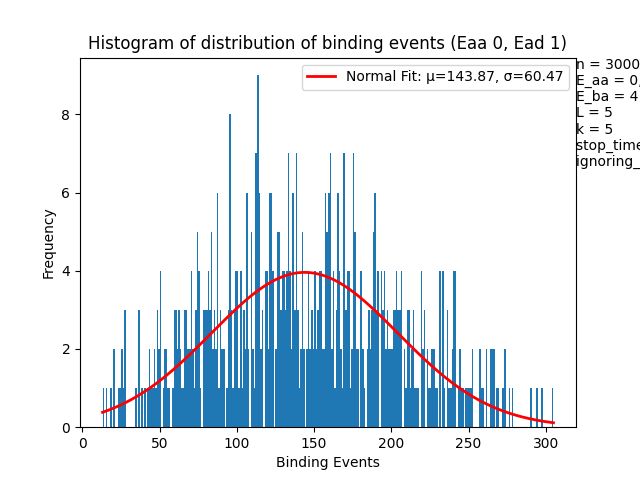 Histogram of distribution of binding events (Eaa 0, Ead 1)
Normal Fit: μ=143.87, σ=60.47
n = 3000
E_aa = 0,
E_ba = 4
L = 5
k = 5
stop_time
ignoring_
Frequency
8
6
4
2
0
0 50 100 150 200 250 300
Binding Events